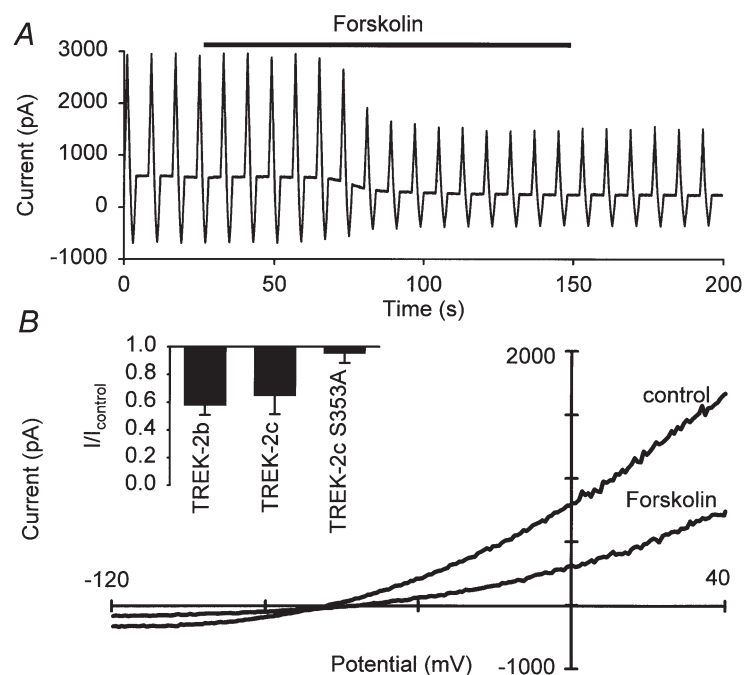 A
Forskolin
Current (pA)
3000
2000
1000
0
-1000
0
50
100
150
200
Time (s)
B
I/Icontrol
1.0
0.8
0.6
0.4
0.2
0.0
TREK-2b
TREK-2c
TREK-2c S353A
Current (pA)
2000
control
Forskolin
-120
40
Potential (mV)
-1000